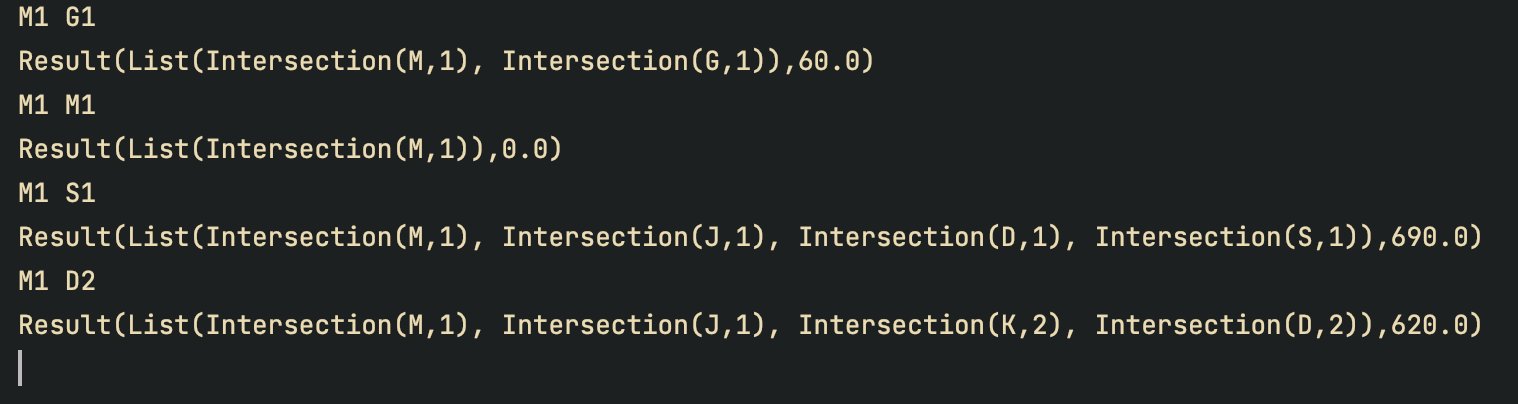 M1 G1
Result(List(Intersection(M,1), Intersection(G,1)),60.0)
M1 M1
Result(List(Intersection(M,1)),0.0)
M1 S1
Result(List(Intersection(M,1), Intersection(J,1), Intersection(D,1), Intersection(S,1)),690.0)
M1 D2
Result(List(Intersection(M,1), Intersection(J,1), Intersection(K,2), Intersection(D,2)),620.0)